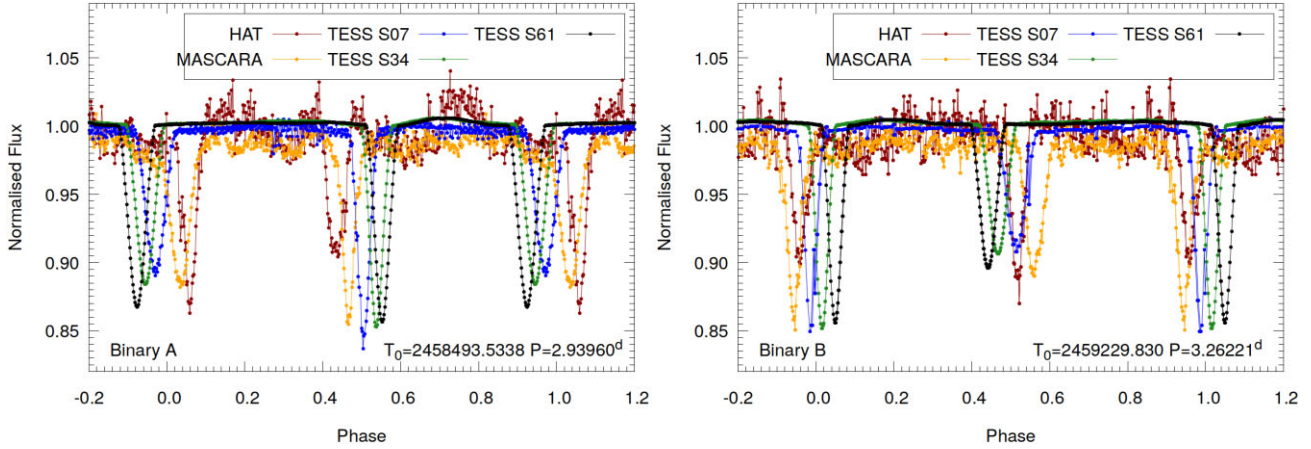 HAT TESS S07 TESS S61
MASCARA TESS S34
1.05
1.00
0.95
0.90
0.85
Normalised Flux
Binary A
T0=2458493.5338 P=2.93960d
-0.2 0.0 0.2 0.4 0.6 0.8 1.0 1.2
Phase
HAT TESS S07 TESS S61
MASCARA TESS S34
1.05
1.00
0.95
0.90
0.85
Normalised Flux
Binary B
T0=2459229.830 P=3.26221d
-0.2 0.0 0.2 0.4 0.6 0.8 1.0 1.2
Phase